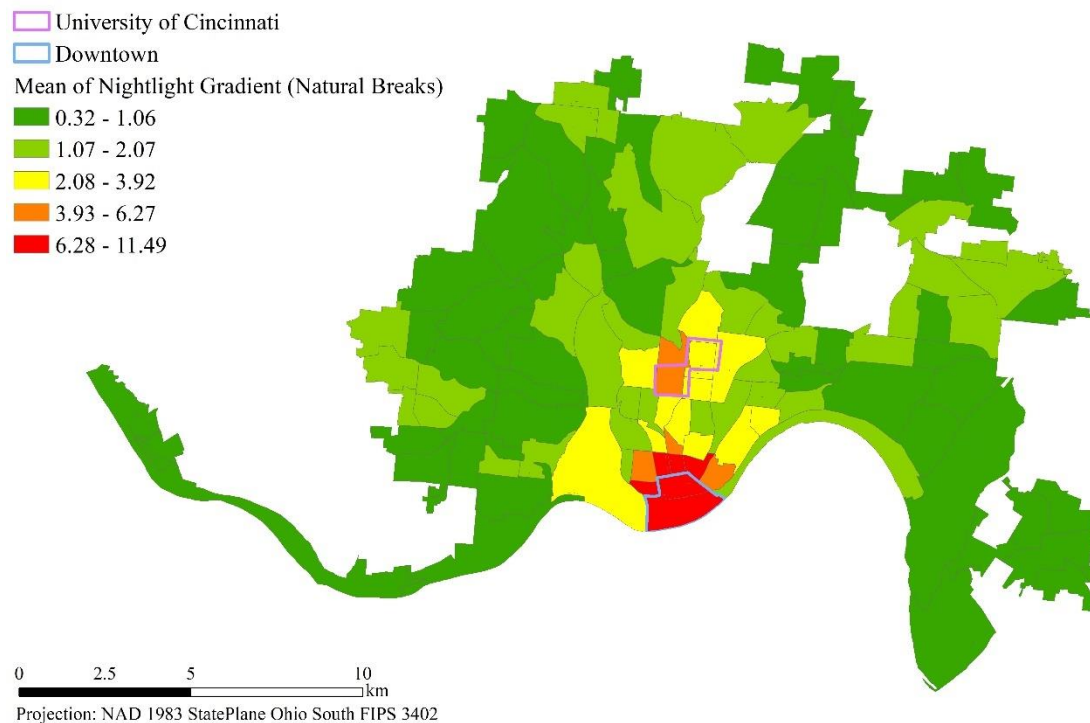 University of Cincinnati
Downtown
Mean of Nightlight Gradient (Natural Breaks)
0.32 - 1.06
1.07 - 2.07
2.08 - 3.92
3.93 - 6.27
6.28 - 11.49
0 2.5 5 10
km
Projection: NAD 1983 StatePlane Ohio South FIPS 3402